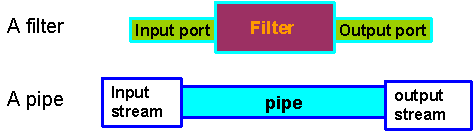 A filter
Input port
Filter
Output port
A pipe
Input
stream
pipe
output
stream